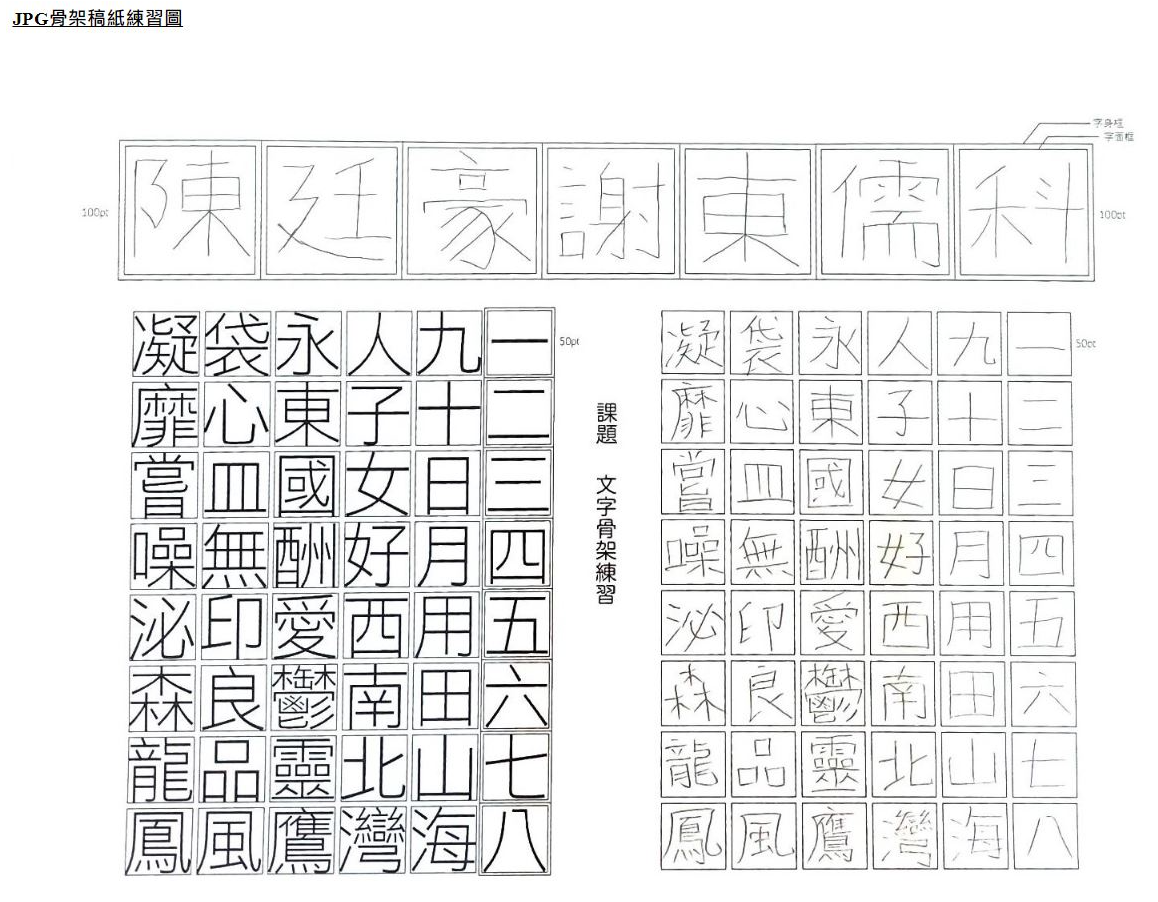 JPG骨架稿紙練習圖
字身框
字面框
100pt
陳廷豪謝東儒科
100pt
凝袋永人九一
靡心東子十二
嘗皿國女日三
噪無酬好月四
泌印愛西用五
森良鬱南田六
龍品靈北山七
鳳風鷹灣海八
50pt
課題 文字骨架練習
凝袋永人九一
靡心東子十二
嘗皿國女日三
噪無酬好月四
泌印愛西用五
森良鬱南田六
龍品靈北山七
鳳風鷹灣海八
50pt